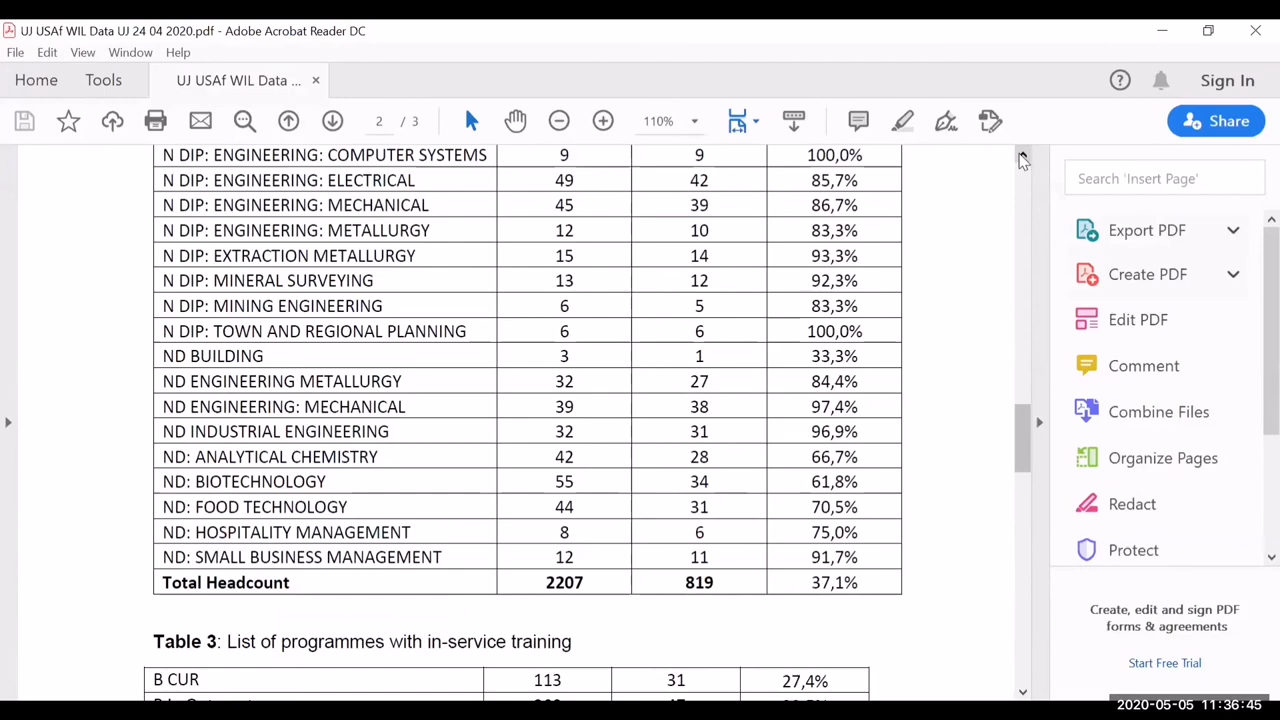 UJ USAf WIL Data UJ 24 04 2020.pdf - Adobe Acrobat Reader DC
File Edit View Window Help
Home Tools UJ USAf WIL Data ... × Sign In
2 / 3 110% Share
N DIP: ENGINEERING: COMPUTER SYSTEMS 9 9 100,0%
N DIP: ENGINEERING: ELECTRICAL 49 42 85,7%
N DIP: ENGINEERING: MECHANICAL 45 39 86,7%
N DIP: ENGINEERING: METALLURGY 12 10 83,3%
N DIP: EXTRACTION METALLURGY 15 14 93,3%
N DIP: MINERAL SURVEYING 13 12 92,3%
N DIP: MINING ENGINEERING 6 5 83,3%
N DIP: TOWN AND REGIONAL PLANNING 6 6 100,0%
ND BUILDING 3 1 33,3%
ND ENGINEERING METALLURGY 32 27 84,4%
ND ENGINEERING: MECHANICAL 39 38 97,4%
ND INDUSTRIAL ENGINEERING 32 31 96,9%
ND: ANALYTICAL CHEMISTRY 42 28 66,7%
ND: BIOTECHNOLOGY 55 34 61,8%
ND: FOOD TECHNOLOGY 44 31 70,5%
ND: HOSPITALITY MANAGEMENT 8 6 75,0%
ND: SMALL BUSINESS MANAGEMENT 12 11 91,7%
Total Headcount 2207 819 37,1%
Table 3: List of programmes with in-service training
B CUR 113 31 27,4%
Search 'Insert Page'
Export PDF
Create PDF
Edit PDF
Comment
Combine Files
Organize Pages
Redact
Protect
Create, edit and sign PDF
forms & agreements
Start Free Trial
2020-05-05 11:36:45